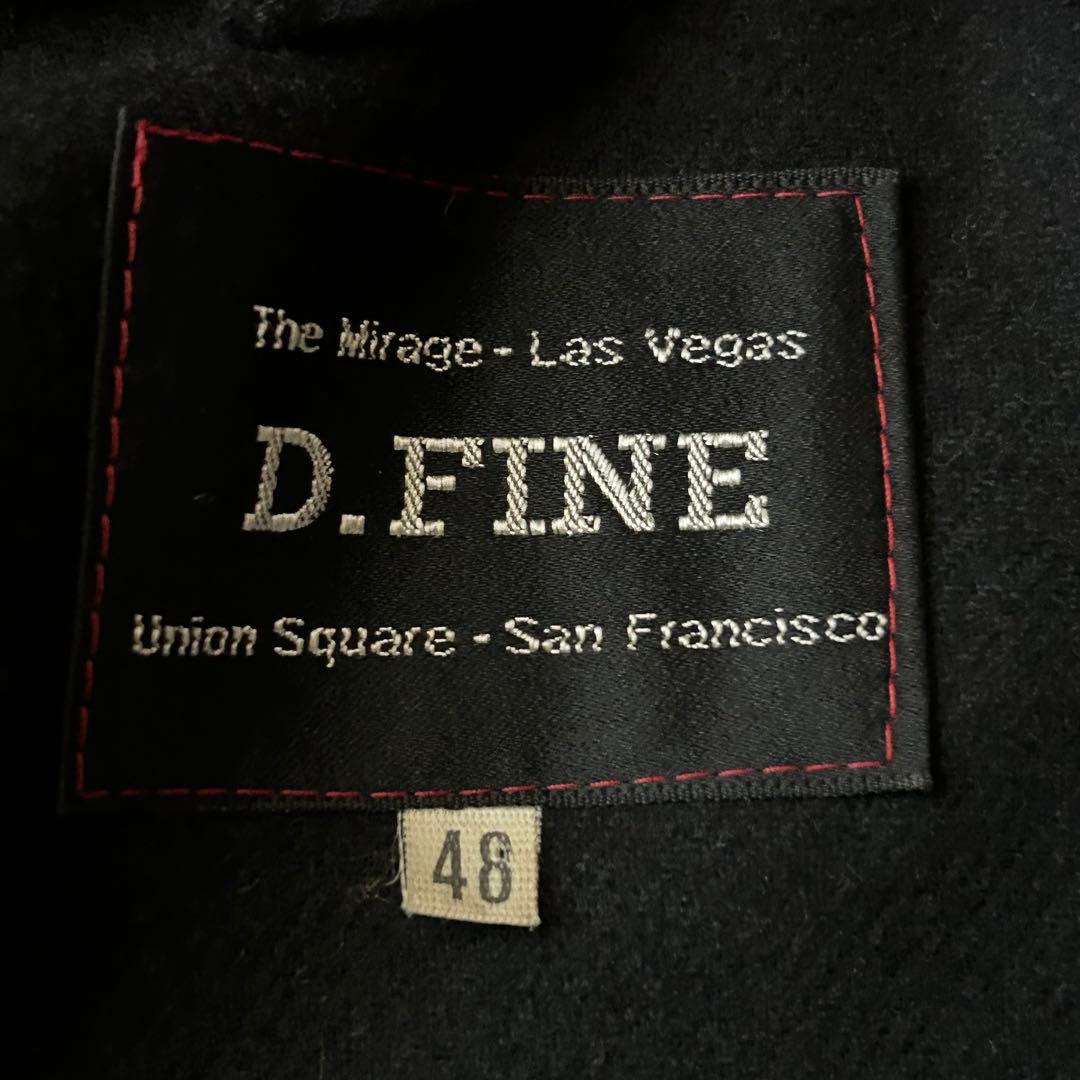 The Mirage - Las Vegas
D.FINE
Union Square - San Francisco
48